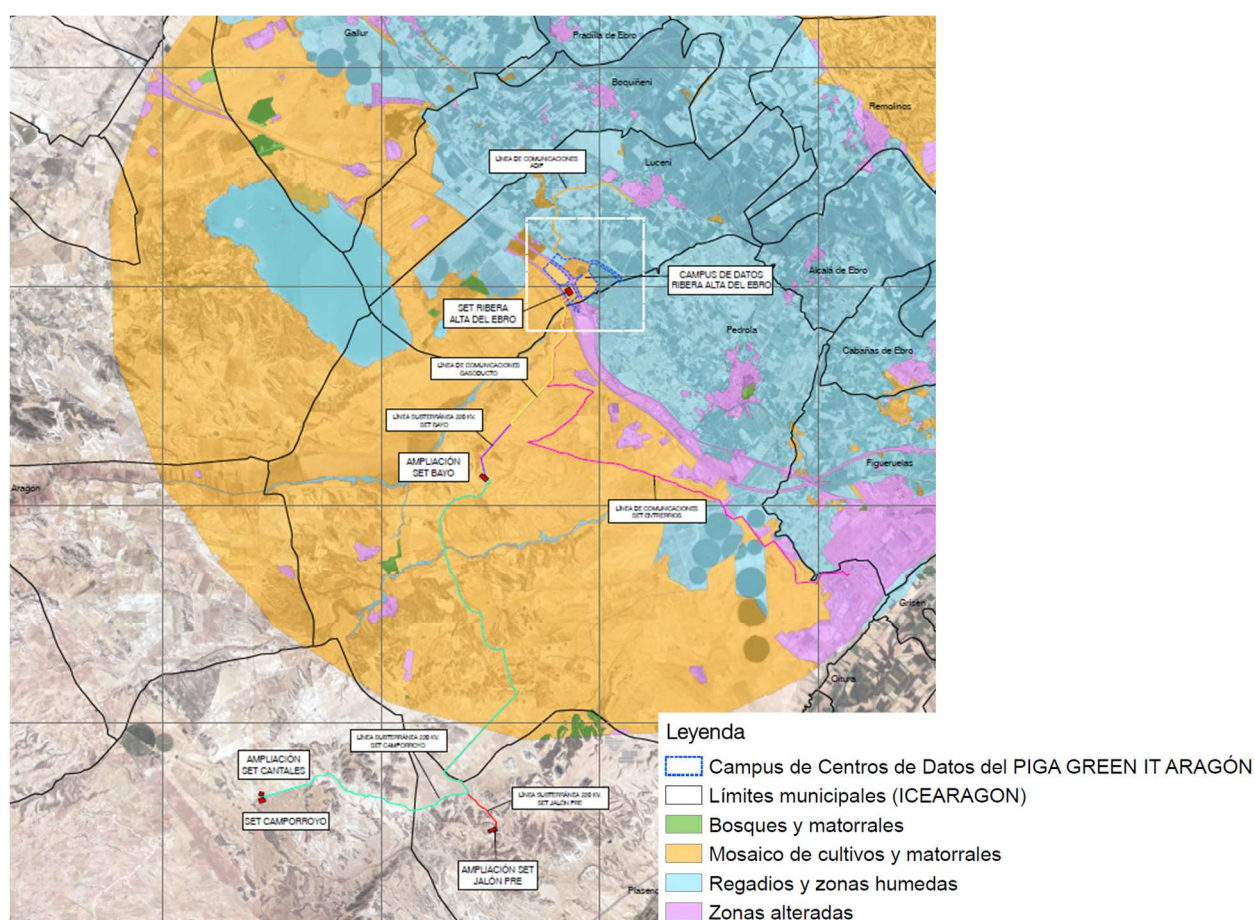 Gallur
Pradilla de Ebro
Boquiñeni
Remolinos
LÍNEA DE COMUNICACIONES
ADIF
Luceni
CAMPUS DE DATOS
RIBERA ALTA DEL EBRO
Alcalá de Ebro
SET RIBERA
ALTA DEL EBRO
Pedrola
Cabañas de Ebro
LÍNEA DE COMUNICACIONES
GASODUCTO
LÍNEA SUBTERRÁNEA 220 KV.
SET BAYO
AMPLIACIÓN
SET BAYO
Figueruelas
Aragon
LÍNEA DE COMUNICACIONES
SET ENTRERRIOS
Grisén
Oitura
LÍNEA SUBTERRÁNEA 220 KV.
SET CAMPORROYO
AMPLIACIÓN
SET CANTALES
LÍNEA SUBTERRÁNEA 220 KV.
SET JALÓN PRE
SET CAMPORROYO
AMPLIACIÓN SET
JALÓN PRE
Plasenc
Leyenda
Campus de Centros de Datos del PIGA GREEN IT ARAGÓN
Límites municipales (ICEARAGON)
Bosques y matorrales
Mosaico de cultivos y matorrales
Regadios y zonas humedas
Zonas alteradas